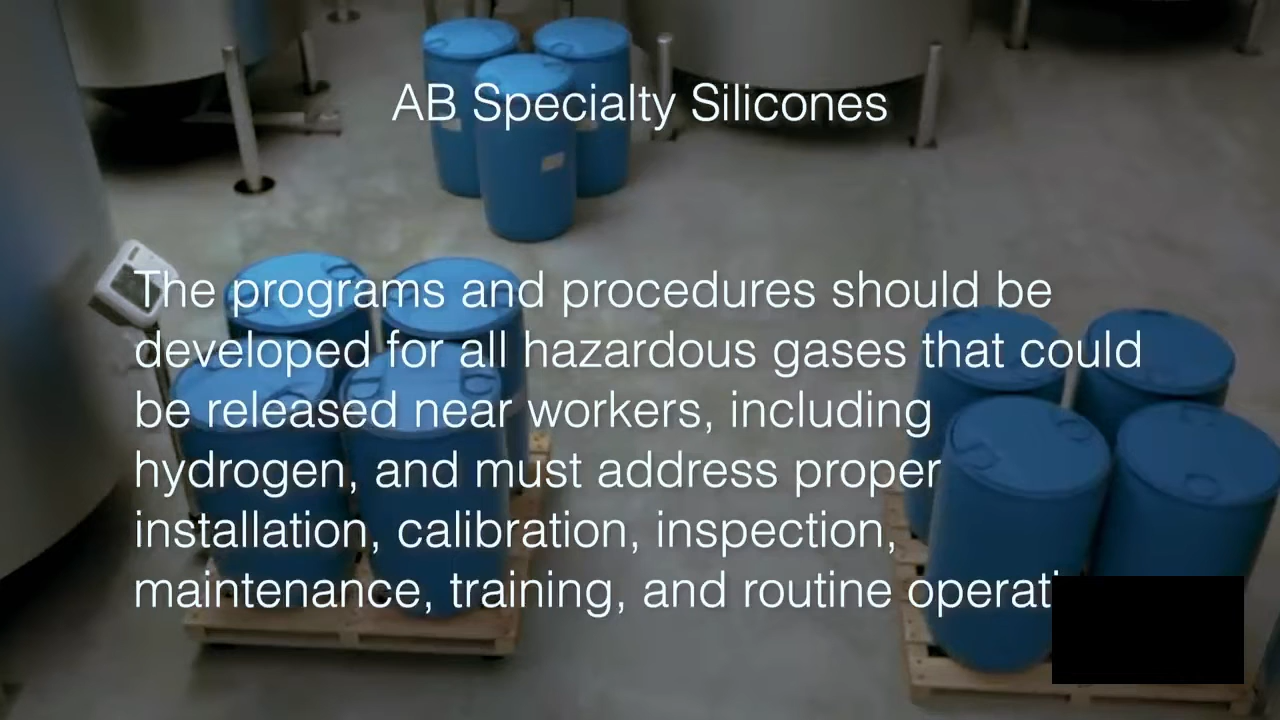 AB Specialty Silicones
The programs and procedures should be
developed for all hazardous gases that could
be released near workers, including
hydrogen, and must address proper
installation, calibration, inspection,
maintenance, training, and routine